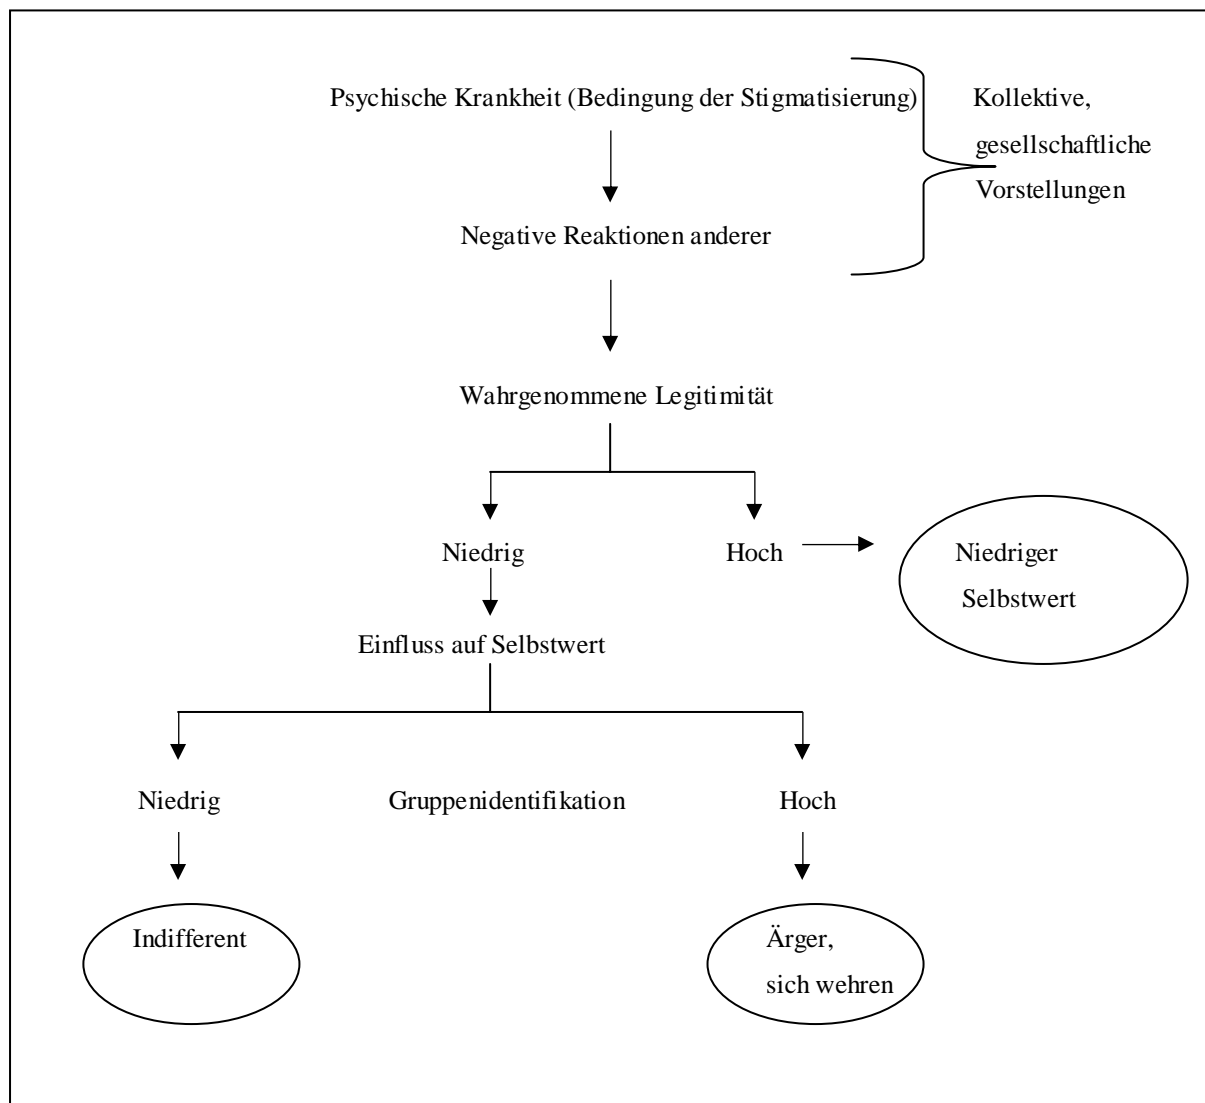 Psychische Krankheit (Bedingung der Stigmatisierung)
Kollektive,
gesellschaftliche
Vorstellungen
Negative Reaktionen anderer
Wahrgenommene Legitimität
Niedrig
Hoch
Niedriger
Selbstwert
Einfluss auf Selbstwert
Niedrig
Gruppenidentifikation
Hoch
Indifferent
Ärger,
sich wehren